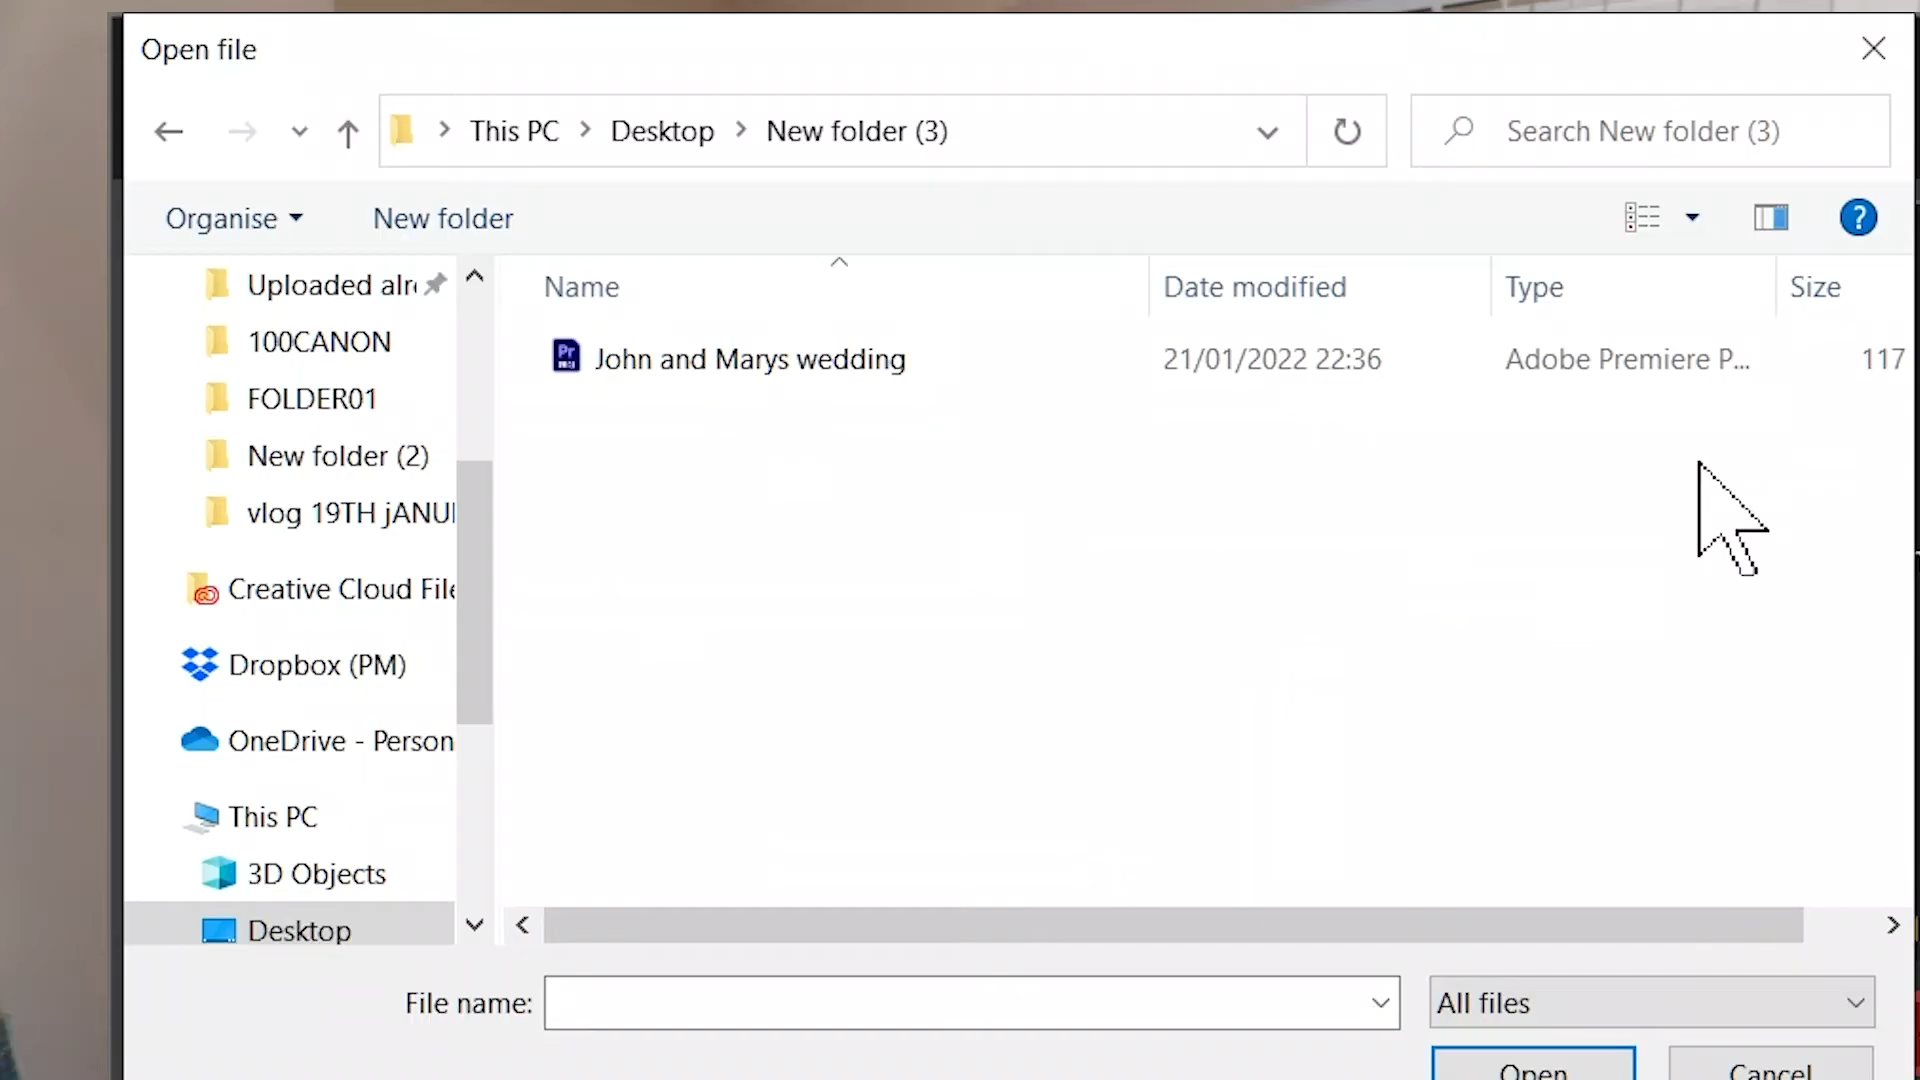 Open file
This PC Desktop New folder (3)
Search New folder (3)
Organise New folder
?
Name Date modified Type Size
John and Marys wedding 21/01/2022 22:36 Adobe Premiere P... 117
Uploaded alr
100CANON
FOLDER01
New folder (2)
vlog 19TH jANU
Creative Cloud File
Dropbox (PM)
OneDrive - Person
This PC
3D Objects
Desktop
File name:
All files
Open Cancel